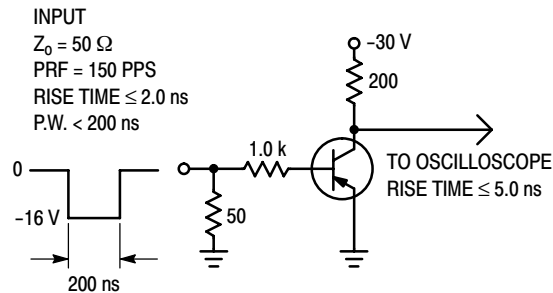 INPUT
Zo = 50 Ω
PRF = 150 PPS
RISE TIME ≤ 2.0 ns
P.W. < 200 ns
−30 V
200
1.0 k
TO OSCILLOSCOPE
RISE TIME ≤ 5.0 ns
0
50
−16 V
200 ns